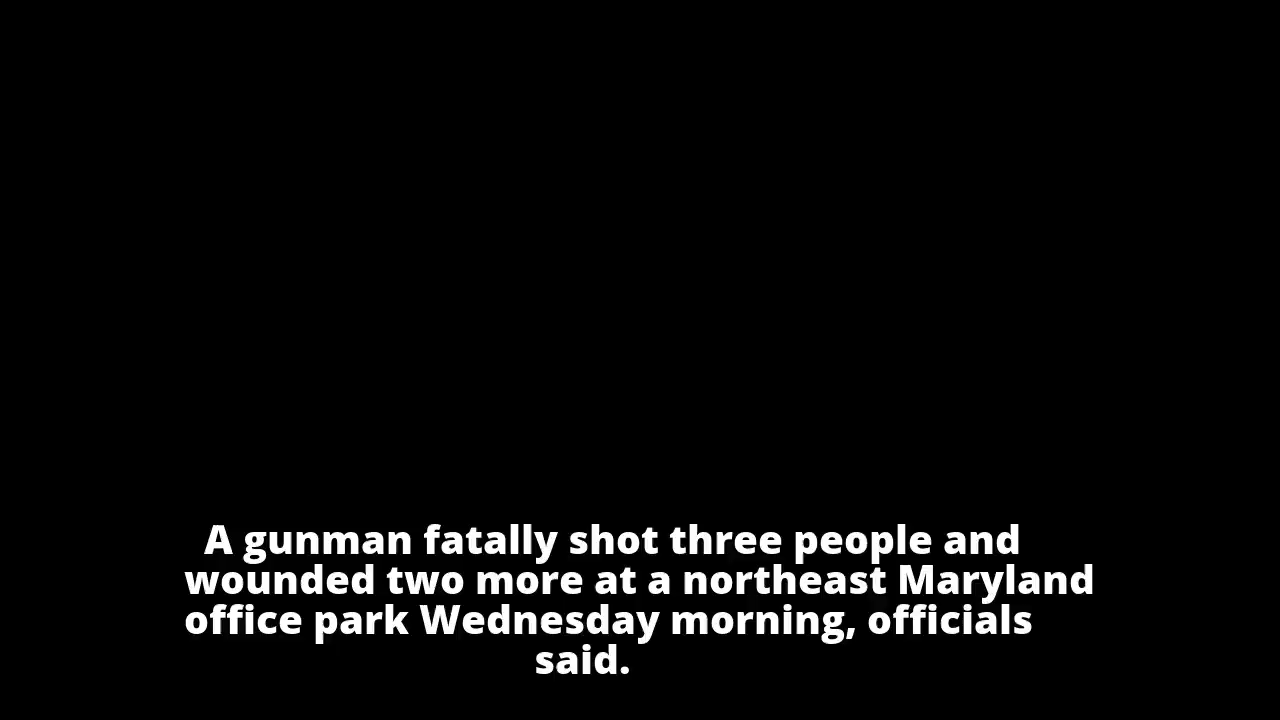 A gunman fatally shot three people and
wounded two more at a northeast Maryland
office park Wednesday morning, officials
said.